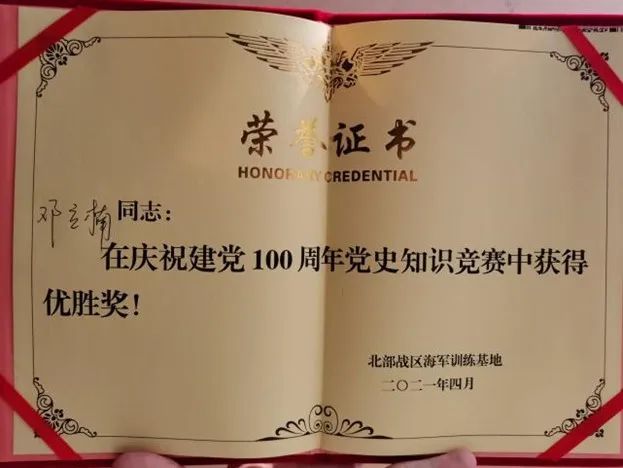 荣誉证书
HONORARY CREDENTIAL
邓立楠同志：
在庆祝建党100周年党史知识竞赛中获得
优胜奖！
北部战区海军训练基地
二〇二一年四月